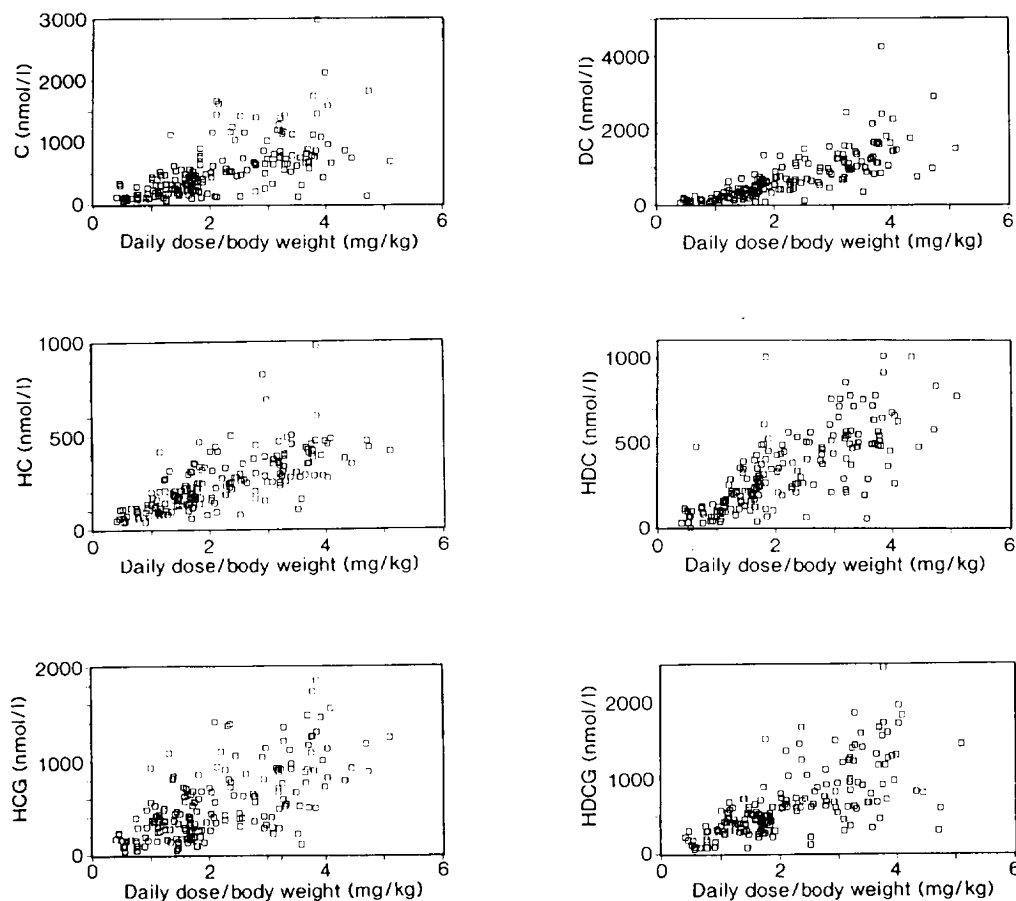 C (nmol/l)
3000
2000
1000
0
0 2 4 6
Daily dose/body weight (mg/kg)
DC (nmol/l)
4000
2000
0
0 2 4 6
Daily dose/body weight (mg/kg)
HC (nmol/l)
1000
500
0
0 2 4 6
Daily dose/body weight (mg/kg)
HDC (nmol/l)
1000
500
0
0 2 4 6
Daily dose/body weight (mg/kg)
HCG (nmol/l)
2000
1000
0
0 2 4 6
Daily dose/body weight (mg/kg)
HDCG (nmol/l)
2000
1000
0
0 2 4 6
Daily dose/body weight (mg/kg)